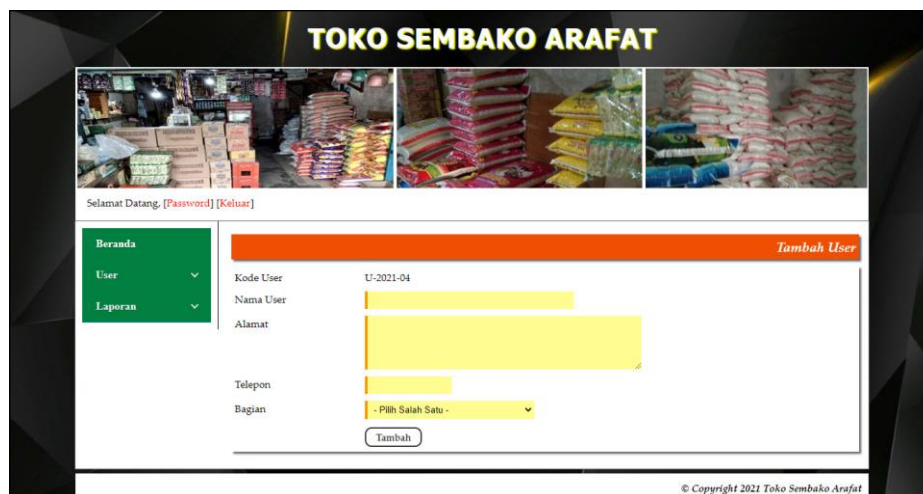 TOKO SEMBAKO ARAFAT
Selamat Datang, [Password] [Keluar]
Beranda
User
Laporan
Tambah User
Kode User U-2021-04
Nama User
Alamat
Telepon
Bagian - Pilih Salah Satu -
Tambah
© Copyright 2021 Toko Sembako Arafat